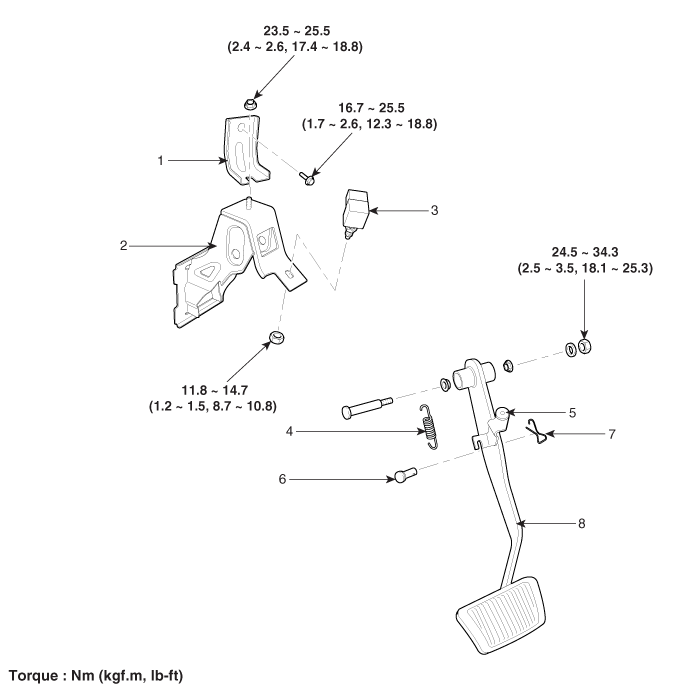 23.5 ~ 25.5
(2.4 ~ 2.6, 17.4 ~ 18.8)
16.7 ~ 25.5
(1.7 ~ 2.6, 12.3 ~ 18.8)
1
3
2
24.5 ~ 34.3
(2.5 ~ 3.5, 18.1 ~ 25.3)
11.8 ~ 14.7
(1.2 ~ 1.5, 8.7 ~ 10.8)
5
4
7
6
8
Torque : Nm (kgf.m, lb-ft)